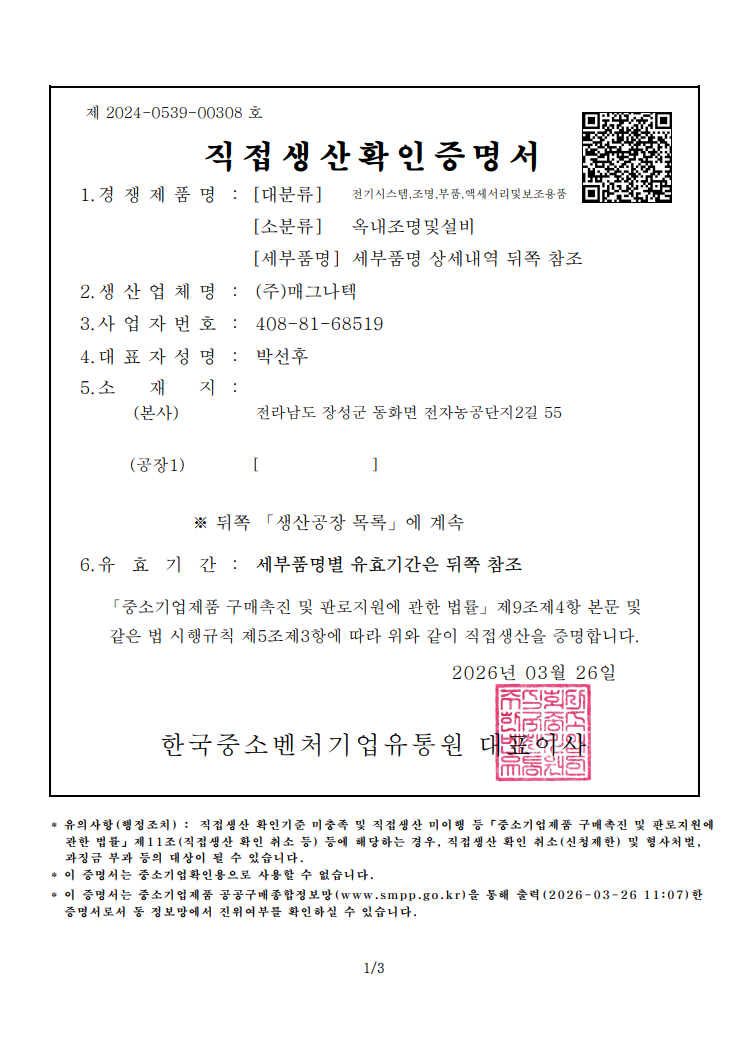 제 2024-0539-00308 호
직접생산확인증명서
1.경 쟁 제 품 명 : [대분류] 전기시스템,조명,부품,액세서리및보조용품
[소분류] 옥내조명및설비
[세부품명] 세부품명 상세내역 뒤쪽 참조
2.생 산 업 체 명 : (주)매그나텍
3.사 업 자 번 호 : 408-81-68519
4.대 표 자 성 명 : 박선후
5.소 재 지 :
(본사) 전라남도 장성군 동화면 전자농공단지2길 55
(공장1) [ ]
※ 뒤쪽 「생산공장 목록」에 계속
6.유 효 기 간 : 세부품명별 유효기간은 뒤쪽 참조
「중소기업제품 구매촉진 및 판로지원에 관한 법률」제9조제4항 본문 및
같은 법 시행규칙 제5조제3항에 따라 위와 같이 직접생산을 증명합니다.
2026년 03월 26일
한국중소벤처기업유통원 대표이사
* 유의사항(행정조치) : 직접생산 확인기준 미충족 및 직접생산 미이행 등「중소기업제품 구매촉진 및 판로지원에
관한 법률」제11조(직접생산 확인 취소 등) 등에 해당하는 경우, 직접생산 확인 취소(신청제한) 및 형사처벌,
과징금 부과 등의 대상이 될 수 있습니다.
* 이 증명서는 중소기업확인용으로 사용할 수 없습니다.
* 이 증명서는 중소기업제품 공공구매종합정보망(www.smpp.go.kr)을 통해 출력(2026-03-26 11:07)한
증명서로서 동 정보망에서 진위여부를 확인하실 수 있습니다.
1/3